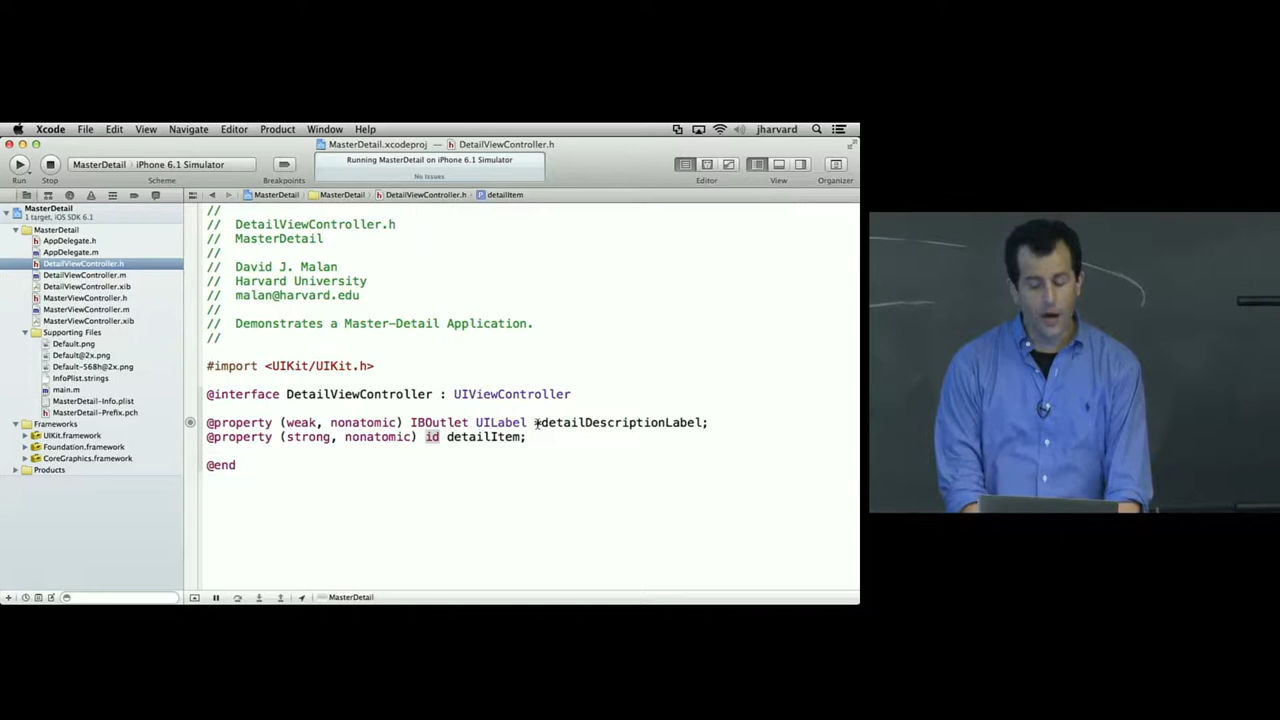 Xcode File Edit View Navigate Editor Product Window Help jharvard
MasterDetail.xcodeproj — DetailViewController.h
MasterDetail iPhone 6.1 Simulator
Running MasterDetail on iPhone 6.1 Simulator
No Issues
Run Stop Scheme Breakpoints Editor View Organizer
MasterDetail MasterDetail DetailViewController.h detailItem
MasterDetail
1 target, iOS SDK 6.1
MasterDetail
AppDelegate.h
AppDelegate.m
DetailViewController.h
DetailViewController.m
DetailViewController.xib
MasterViewController.h
MasterViewController.m
MasterViewController.xib
Supporting Files
Default.png
Default@2x.png
Default-568h@2x.png
InfoPlist.strings
main.m
MasterDetail-Info.plist
MasterDetail-Prefix.pch
Frameworks
UIKit.framework
Foundation.framework
CoreGraphics.framework
Products
//
// DetailViewController.h
// MasterDetail
//
// David J. Malan
// Harvard University
// malan@harvard.edu
//
// Demonstrates a Master-Detail Application.
//
#import <UIKit/UIKit.h>
@interface DetailViewController : UIViewController
@property (weak, nonatomic) IBOutlet UILabel *detailDescriptionLabel;
@property (strong, nonatomic) id detailItem;
@end
MasterDetail